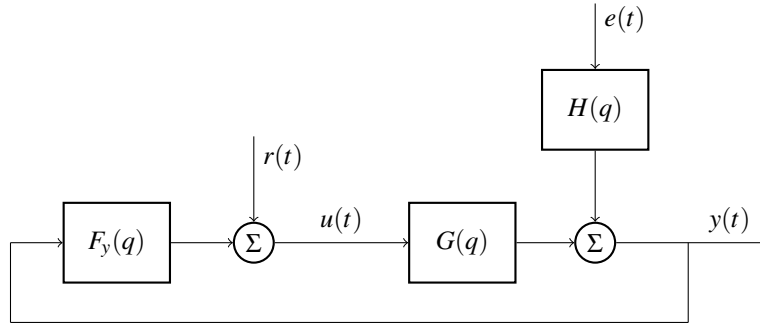 e(t)
H(q)
r(t)
F_y(q)
Σ
u(t)
G(q)
Σ
y(t)